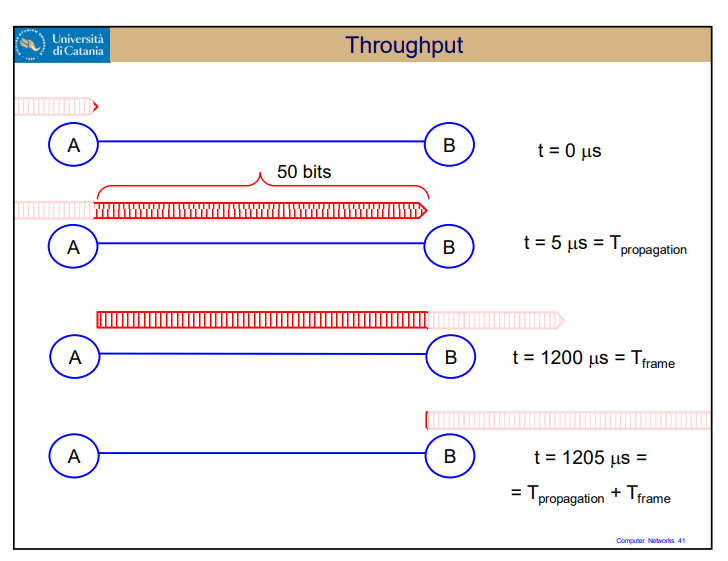 Università
di Catania
Throughput
A
B
t = 0 μs
50 bits
A
B
t = 5 μs = Tpropagation
A
B
t = 1200 μs = Tframe
A
B
t = 1205 μs =
= Tpropagation + Tframe
Computer Networks 41